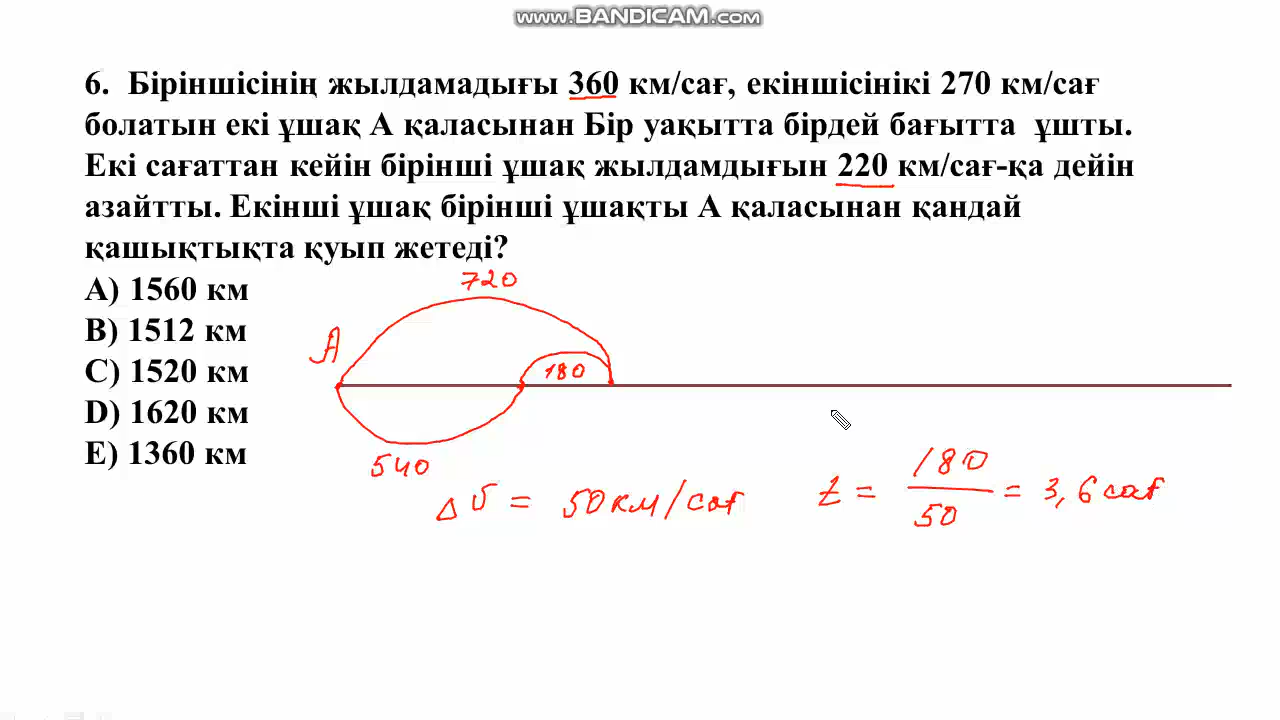 www.BANDICAM.com
6. Біріншісінің жылдамадығы 360 км/сағ, екіншісінікі 270 км/сағ
болатын екі ұшақ А қаласынан Бір уақытта бірдей бағытта ұшты.
Екі сағаттан кейін бірінші ұшақ жылдамдығын 220 км/сағ-қа дейін
азайтты. Екінші ұшақ бірінші ұшақты А қаласынан қандай
қашықтықта қуып жетеді?
A) 1560 км
B) 1512 км
C) 1520 км
D) 1620 км
E) 1360 км
720
A
180
540
Δ v = 50 км/сағ
t = 180/50 = 3,6 сағ